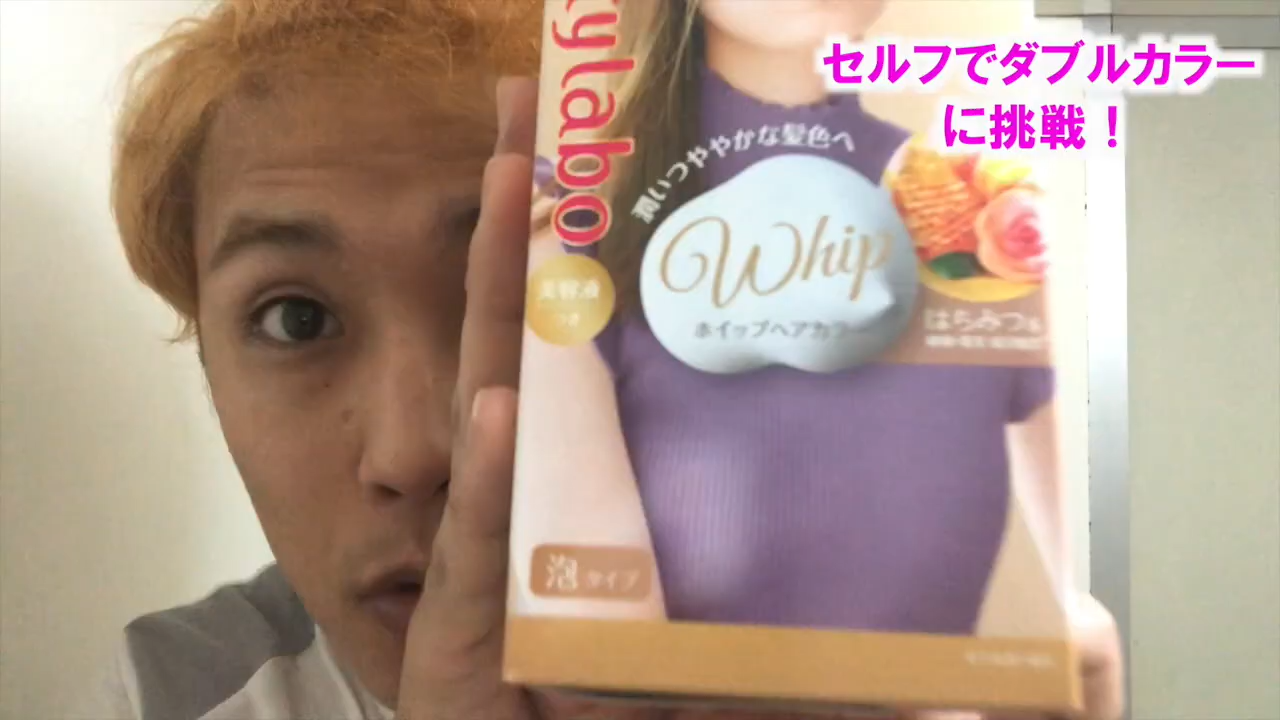 セルフでダブルカラー
に挑戦！
ytabo
潤いつややかな髪色へ
Whip
ホイップヘアカラー
美容液
つき
はちみつ&
泡タイプ